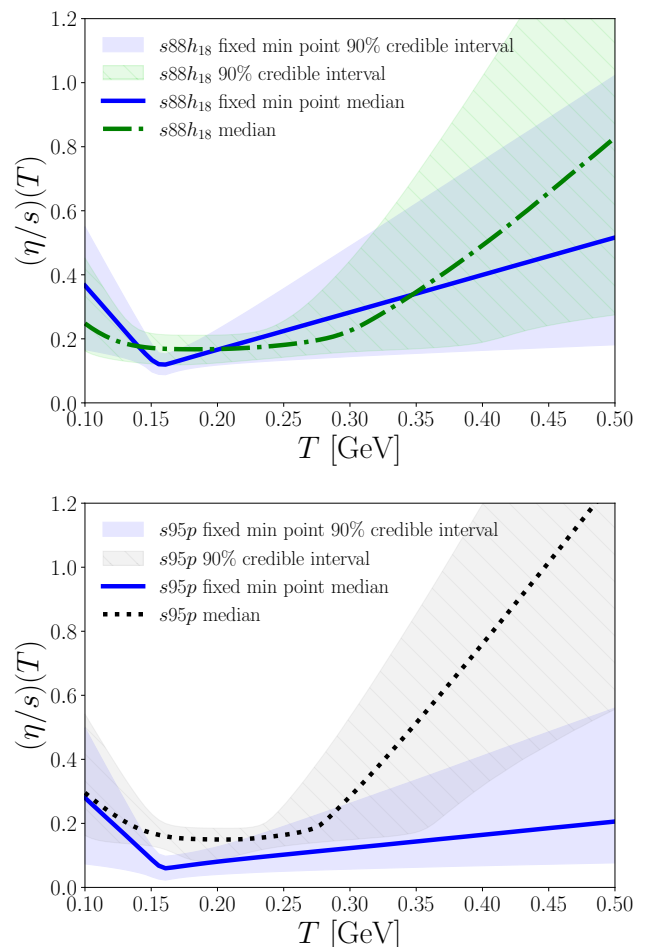 1.2
s88h18 fixed min point 90% credible interval
s88h18 90% credible interval
1.0
s88h18 fixed min point median
s88h18 median
0.8
(η/s)(T)
0.6
0.4
0.2
0.0
0.10 0.15 0.20 0.25 0.30 0.35 0.40 0.45 0.50
T [GeV]
1.2
s95p fixed min point 90% credible interval
s95p 90% credible interval
1.0
s95p fixed min point median
s95p median
0.8
(η/s)(T)
0.6
0.4
0.2
0.0
0.10 0.15 0.20 0.25 0.30 0.35 0.40 0.45 0.50
T [GeV]